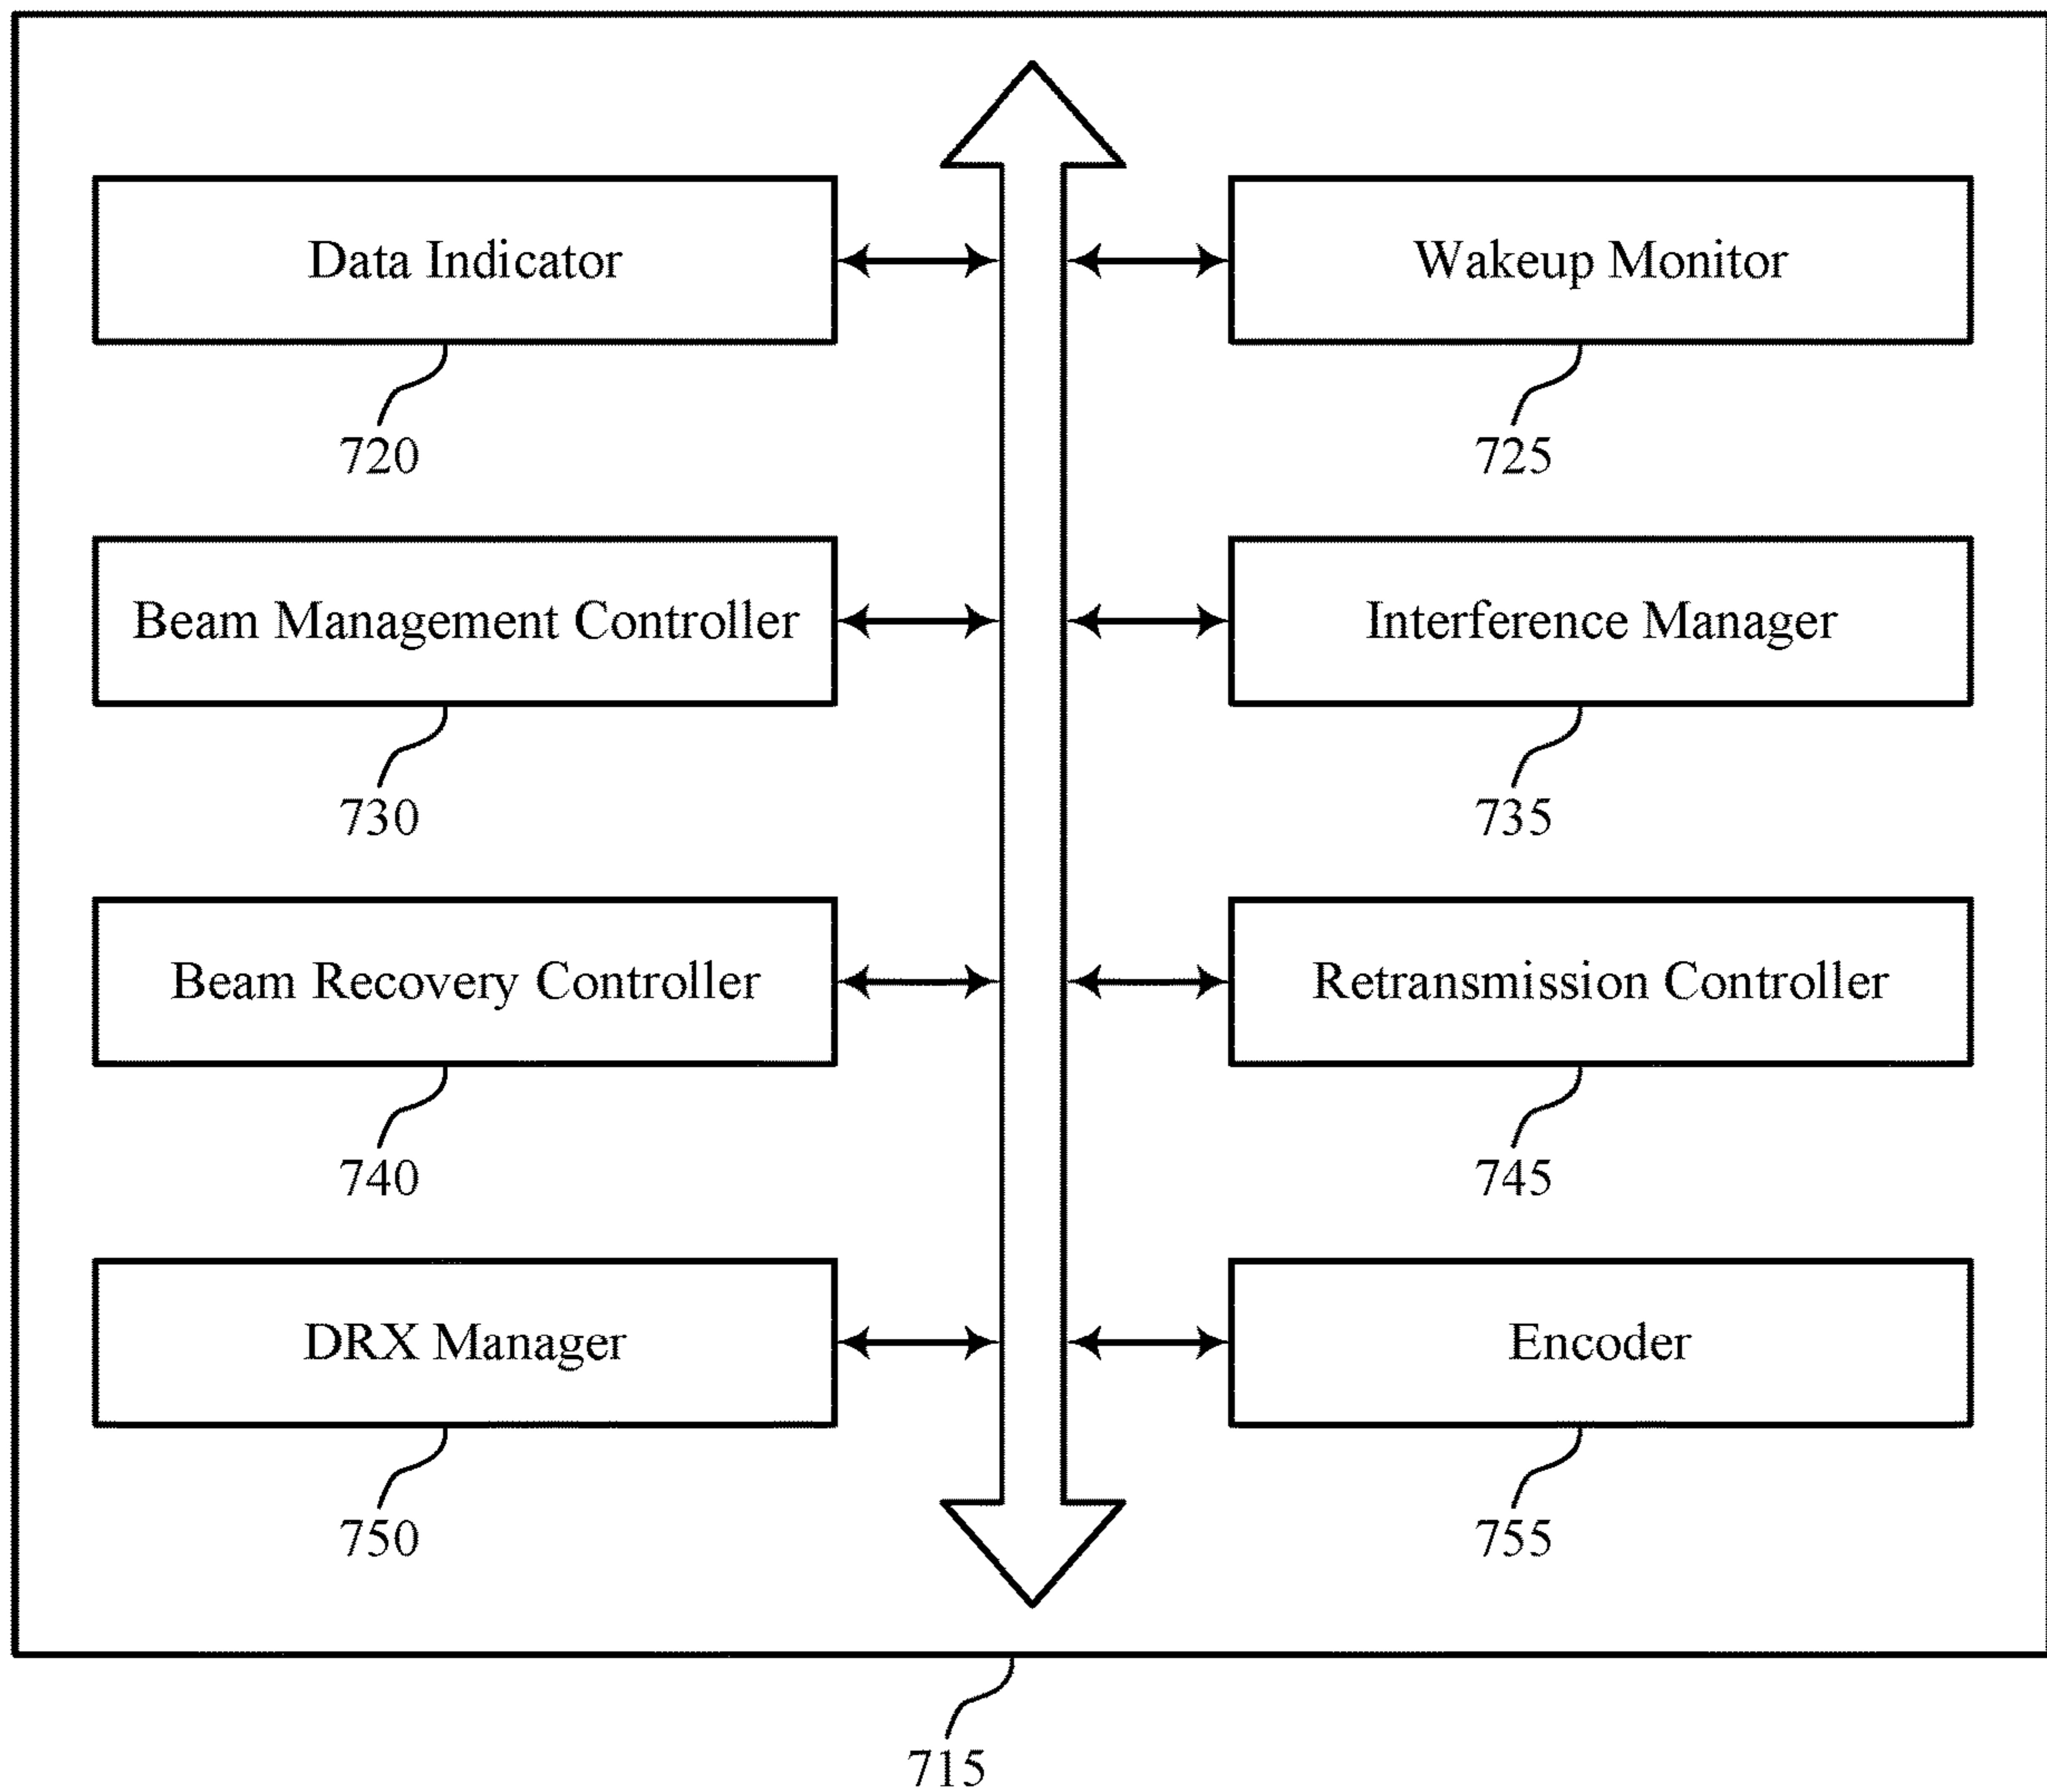 Data Indicator
Wakeup Monitor
720
725
Beam Management Controller
Interference Manager
730
735
Beam Recovery Controller
Retransmission Controller
740
745
DRX Manager
Encoder
750
755
715